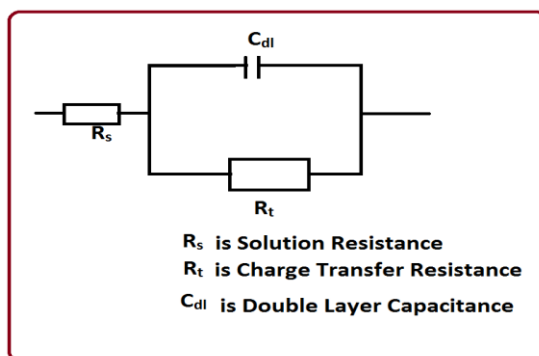 Cdl
Rs
Rt
Rs is Solution Resistance
Rt is Charge Transfer Resistance
Cdl is Double Layer Capacitance